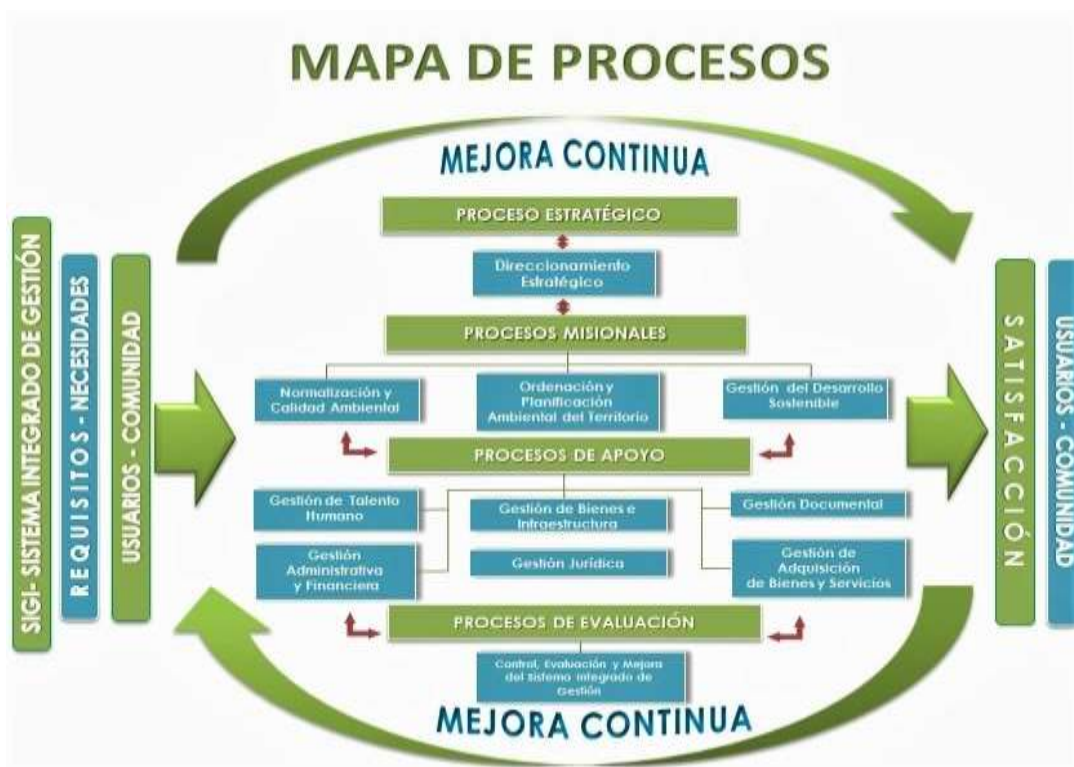 MAPA DE PROCESOS
MEJORA CONTINUA
SIGI- SISTEMA INTEGRADO DE GESTIÓN
REQUISITOS - NECESIDADES
USUARIOS - COMUNIDAD
PROCESO ESTRATÉGICO
Direccionamiento
Estratégico
PROCESOS MISIONALES
Normalización y
Calidad Ambiental
Ordenación y
Planificación
Ambiental del Territorio
Gestión del Desarrollo
Sostenible
PROCESOS DE APOYO
Gestión de Talento
Humano
Gestión de Bienes e
Infraestructura
Gestión Documental
Gestión
Administrativa
y Financiera
Gestión Jurídica
Gestión de
Adquisición
de Bienes y Servicios
PROCESOS DE EVALUACIÓN
Control, Evaluación y Mejora
del Sistema Integrado de
Gestión
MEJORA CONTINUA
SATISFACCIÓN
USUARIOS - COMUNIDAD